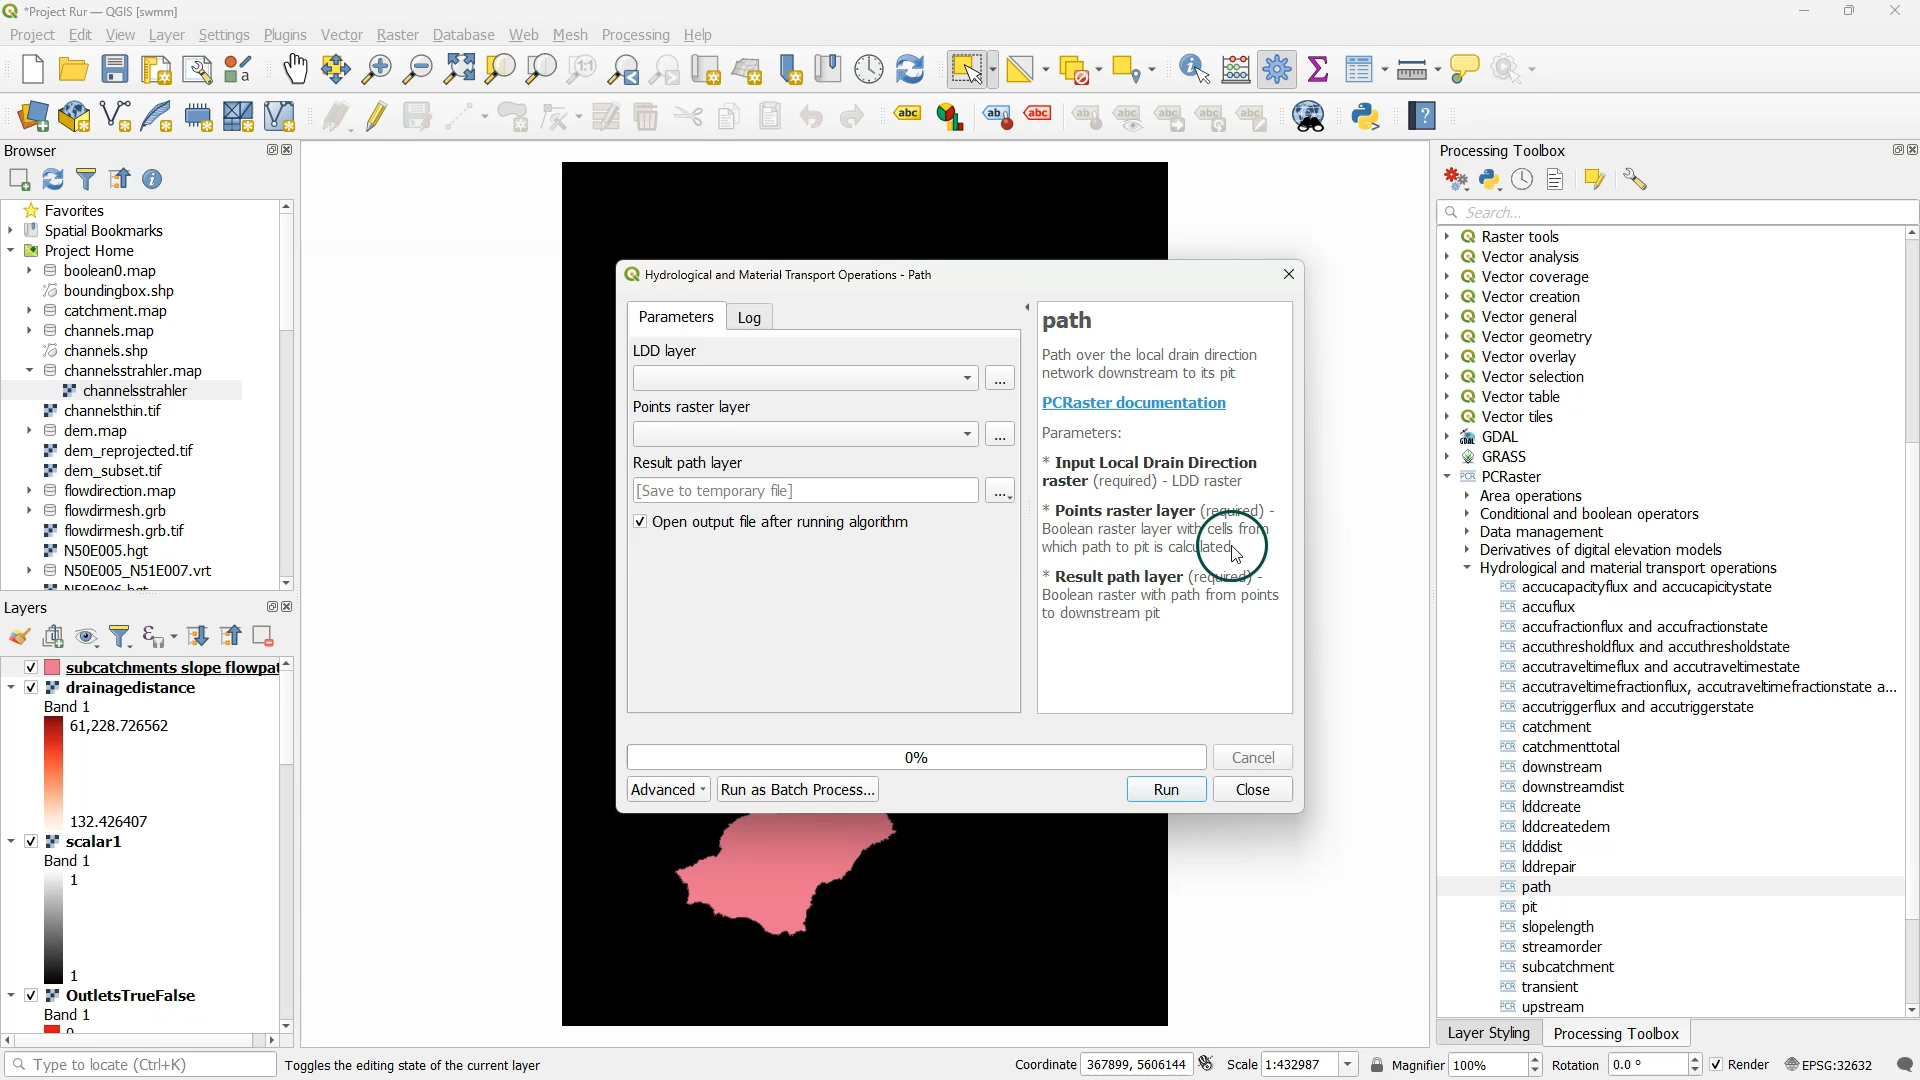 *Project Rur — QGIS [swmm]
Project Edit View Layer Settings Plugins Vector Raster Database Web Mesh Processing Help
Browser
Favorites
Spatial Bookmarks
Project Home
boolean0.map
boundingbox.shp
catchment.map
channels.map
channels.shp
channelsstrahler.map
channelsstrahler
channelsthin.tif
dem.map
dem_reprojected.tif
dem_subset.tif
flowdirection.map
flowdirmesh.grb
flowdirmesh.grb.tif
N50E005.hgt
N50E005_N51E007.vrt
Layers
subcatchments slope flowpat
drainagedistance
Band 1
61,228.726562
132.426407
scalar1
Band 1
1
1
OutletsTrueFalse
Band 1
0
Hydrological and Material Transport Operations - Path
Parameters
Log
LDD layer
...
Points raster layer
...
Result path layer
[Save to temporary file]
...
Open output file after running algorithm
path
Path over the local drain direction
network downstream to its pit
PCRaster documentation
Parameters:
* Input Local Drain Direction
raster (required) - LDD raster
* Points raster layer (required) -
Boolean raster layer with cells from
which path to pit is calculated
* Result path layer (required) -
Boolean raster with path from points
to downstream pit
0%
Cancel
Advanced
Run as Batch Process...
Run
Close
Processing Toolbox
Search...
Raster tools
Vector analysis
Vector coverage
Vector creation
Vector general
Vector geometry
Vector overlay
Vector selection
Vector table
Vector tiles
GDAL
GRASS
PCRaster
Area operations
Conditional and boolean operators
Data management
Derivatives of digital elevation models
Hydrological and material transport operations
accucapacityflux and accucapicitystate
accuflux
accufractionflux and accufractionstate
accuthresholdflux and accuthresholdstate
accutraveltimeflux and accutraveltimestate
accutraveltimefractionflux, accutraveltimefractionstate a...
accutriggerflux and accutriggerstate
catchment
catchmenttotal
downstream
downstreamdist
lddcreate
lddcreatedem
ldddist
lddrepair
path
pit
slopelength
streamorder
subcatchment
transient
upstream
Layer Styling
Processing Toolbox
Type to locate (Ctrl+K)
Toggles the editing state of the current layer
Coordinate 367899, 5606144
Scale 1:432987
Magnifier 100%
Rotation 0.0 °
Render
EPSG:32632